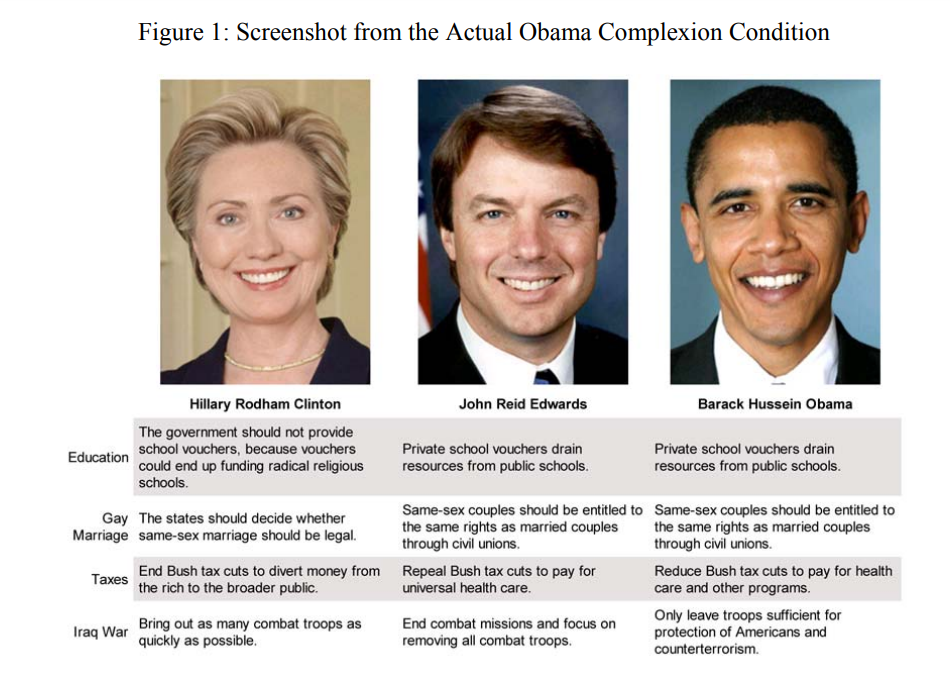 Figure 1: Screenshot from the Actual Obama Complexion Condition
Hillary Rodham Clinton
John Reid Edwards
Barack Hussein Obama
Education
The government should not provide
school vouchers, because vouchers
could end up funding radical religious
schools.
Private school vouchers drain
resources from public schools.
Private school vouchers drain
resources from public schools.
Gay
Marriage
The states should decide whether
same-sex marriage should be legal.
Same-sex couples should be entitled to
the same rights as married couples
through civil unions.
Same-sex couples should be entitled to
the same rights as married couples
through civil unions.
Taxes
End Bush tax cuts to divert money from
the rich to the broader public.
Repeal Bush tax cuts to pay for
universal health care.
Reduce Bush tax cuts to pay for health
care and other programs.
Iraq War
Bring out as many combat troops as
quickly as possible.
End combat missions and focus on
removing all combat troops.
Only leave troops sufficient for
protection of Americans and
counterterrorism.